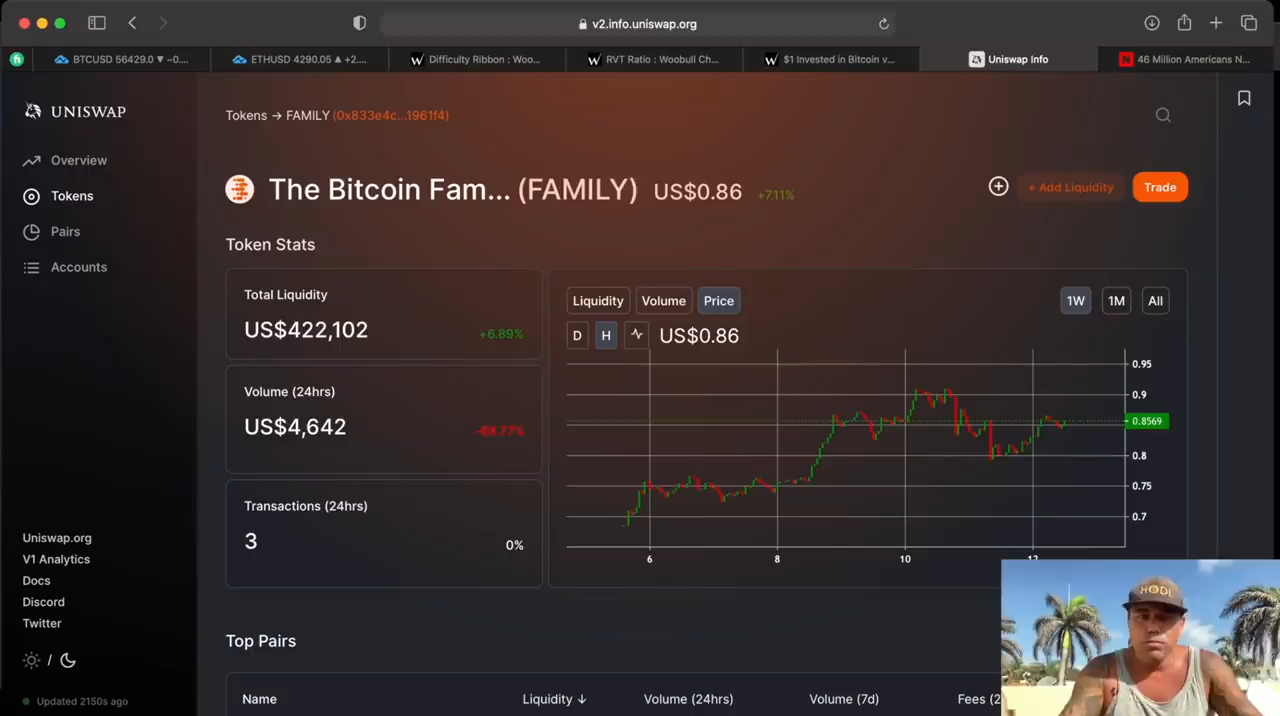 v2.info.uniswap.org
BTCUSD 56429.0 ▼ −0....
ETHUSD 4290.05 ▲ +2....
Difficulty Ribbon : Woo...
RVT Ratio : Woobull Ch...
$1 Invested in Bitcoin v...
Uniswap Info
46 Million Americans N...
UNISWAP
Overview
Tokens
Pairs
Accounts
Uniswap.org
V1 Analytics
Docs
Discord
Twitter
/
Updated 2150s ago
Tokens → FAMILY (0x833e4c...1961f4)
The Bitcoin Fam... (FAMILY) US$0.86 +7.11%
+ Add Liquidity
Trade
Token Stats
Total Liquidity
US$422,102 +6.89%
Volume (24hrs)
US$4,642 -68.77%
Transactions (24hrs)
3 0%
Liquidity Volume Price
1W 1M All
D H US$0.86
0.95
0.9
0.8569
0.8
0.75
0.7
6 8 10 12
Top Pairs
Name Liquidity ↓ Volume (24hrs) Volume (7d) Fees (2
HODL